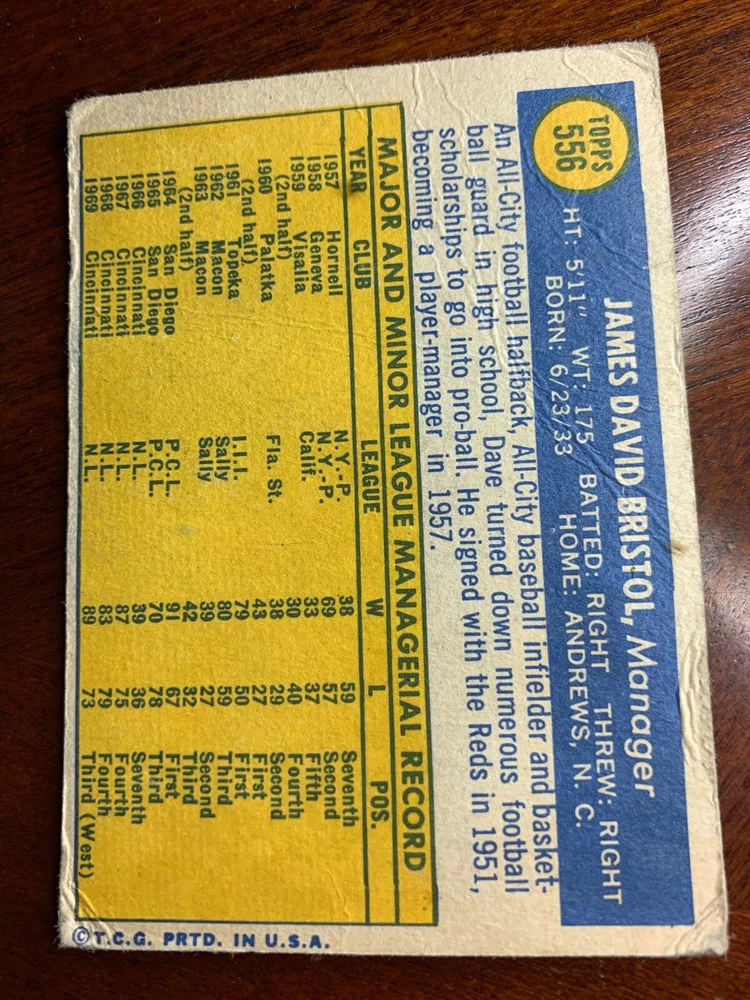 TOPPS
556
JAMES DAVID BRISTOL, Manager
HT: 5'11" WT: 175 BATTED: RIGHT THREW: RIGHT
BORN: 6/23/33 HOME: ANDREWS, N. C.
An All-City football halfback, All-City baseball infielder and basket-
ball guard in high school, Dave turned down numerous football
scholarships to go into pro-ball. He signed with the Reds in 1951,
becoming a player-manager in 1957.
MAJOR AND MINOR LEAGUE MANAGERIAL RECORD
YEAR CLUB LEAGUE W L POS.
1957 Hornell N.Y.-P. 38 59 Seventh
1958 Geneva N.Y.-P. 69 57 Second
1959 Visalia Calif. 33 37 Fifth
(2nd half) 30 40 Fourth
1960 Palatka Fla. St. 38 29 Second
(2nd half) 43 27 First
1961 Topeka I.I.I. 79 50 First
1962 Macon Sally 80 59 Third
1963 Macon Sally 39 27 Second
(2nd half) 42 32 Third
1964 San Diego P.C.L. 91 67 First
1965 San Diego P.C.L. 70 78 Third
1966 Cincinnati N.L. 39 36 Seventh
1967 Cincinnati N.L. 87 75 Fourth
1968 Cincinnati N.L. 83 79 Fourth
1969 Cincinnati N.L. 89 73 Third (West)
©T.C.G. PRTD. IN U.S.A.